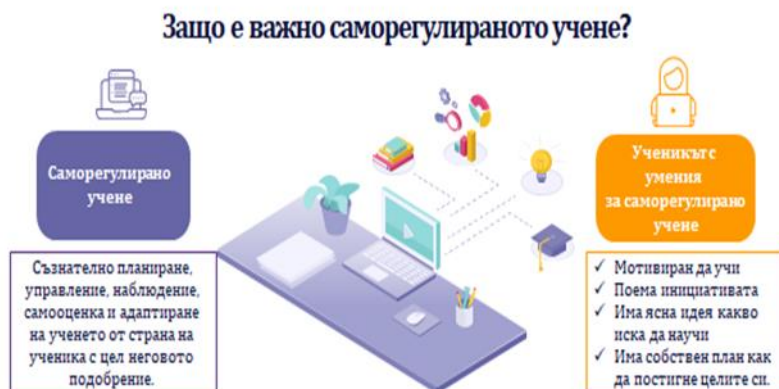 Защо е важно саморегулираното учене?
Саморегулирано
учене
Съзнателно планиране,
управление, наблюдение,
самооценка и адаптиране
на ученето от страна на
ученика с цел неговото
подобрение.
Ученикът с
умения
за саморегулирано
учене
✓ Мотивиран да учи
✓ Поема инициативата
✓ Има ясна идея какво
иска да научи
✓ Има собствен план как
да постигне целите си.